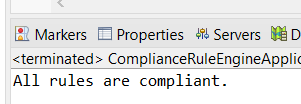 Markers Properties Servers D
<terminated> ComplianceRuleEngineApplic
All rules are compliant.